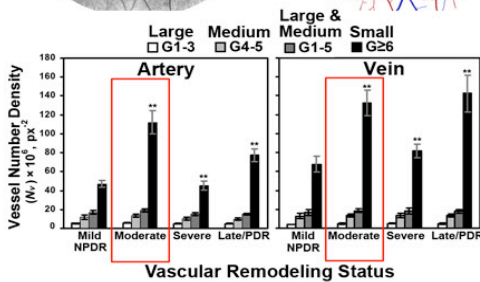 Large Medium Large & Medium Small
G1-3 G4-5 G1-5 G≥6
Artery Vein
Vessel Number Density
(Nv) × 10⁶, px⁻²
180
160
140
120
100
80
60
40
20
0
** ** ** ** ** **
Mild NPDR Moderate Severe Late/PDR Mild NPDR Moderate Severe Late/PDR
Vascular Remodeling Status